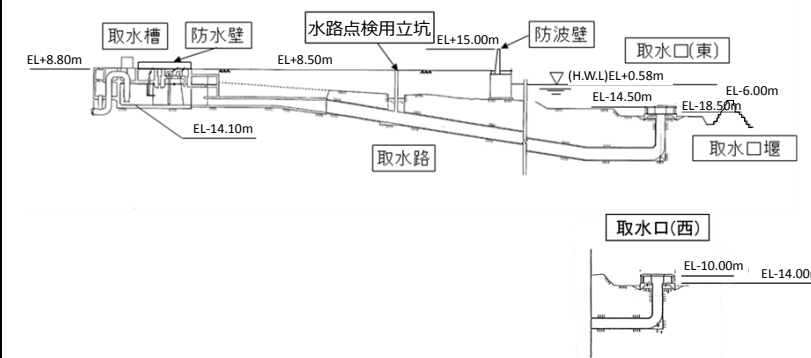 取水槽
防水壁
水路点検用立坑
EL+15.00m
防波壁
取水口(東)
EL+8.80m
EL+8.50m
(H.W.L)EL+0.58m
EL-6.00m
EL-14.50m
EL-18.50m
EL-14.10m
取水路
取水口堰
取水口(西)
EL-10.00m
EL-14.00m